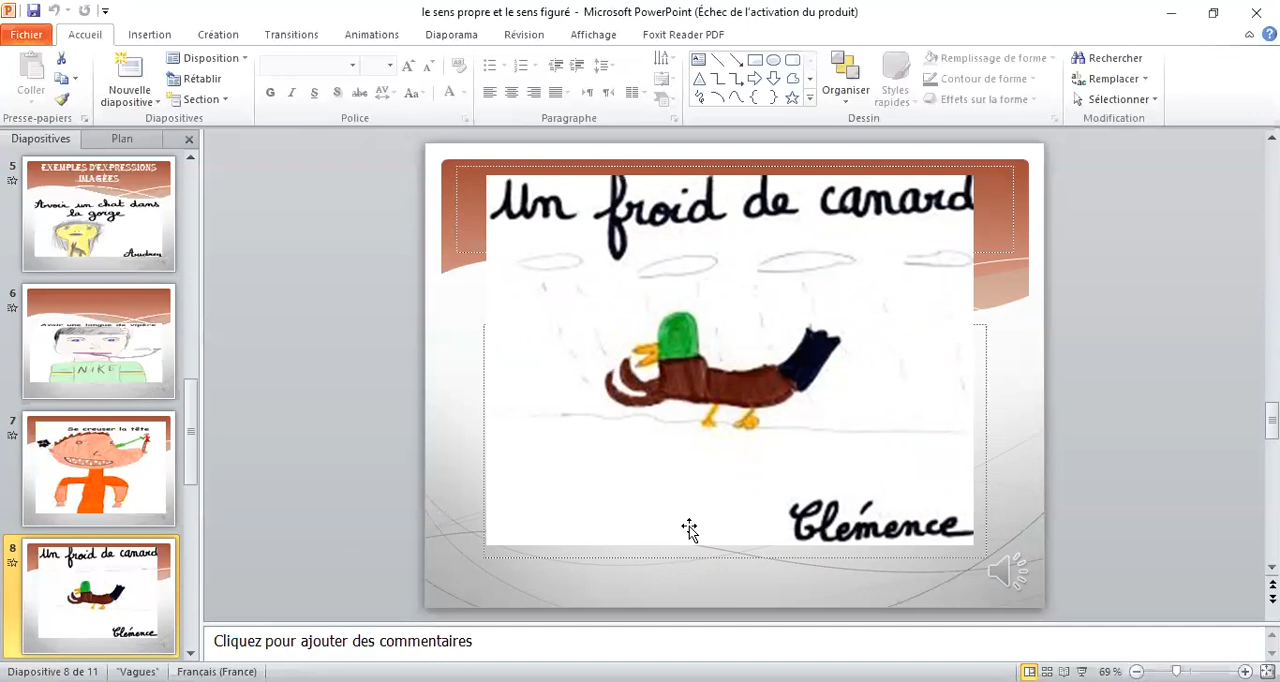 le sens propre et le sens figuré - Microsoft PowerPoint (Échec de l'activation du produit)
Fichier Accueil Insertion Création Transitions Animations Diaporama Révision Affichage Foxit Reader PDF
Coller
Presse-papiers
Nouvelle diapositive
Disposition
Rétablir
Section
Diapositives
G I S S abc AV Aa A
Police
Paragraphe
Organiser
Styles rapides
Remplissage de forme
Contour de forme
Effets sur la forme
Dessin
Rechercher
Remplacer
Sélectionner
Modification
Diapositives Plan
5
EXEMPLES D'EXPRESSIONS
IMAGÉES
Avoir un chat dans
la gorge
6
Avoir une langue de vipère
NIKE
7
Se creuser la tête
8
Un froid de canard
Clémence
Un froid de canard
Clémence
Cliquez pour ajouter des commentaires
Diapositive 8 de 11 "Vagues" Français (France) 69 %